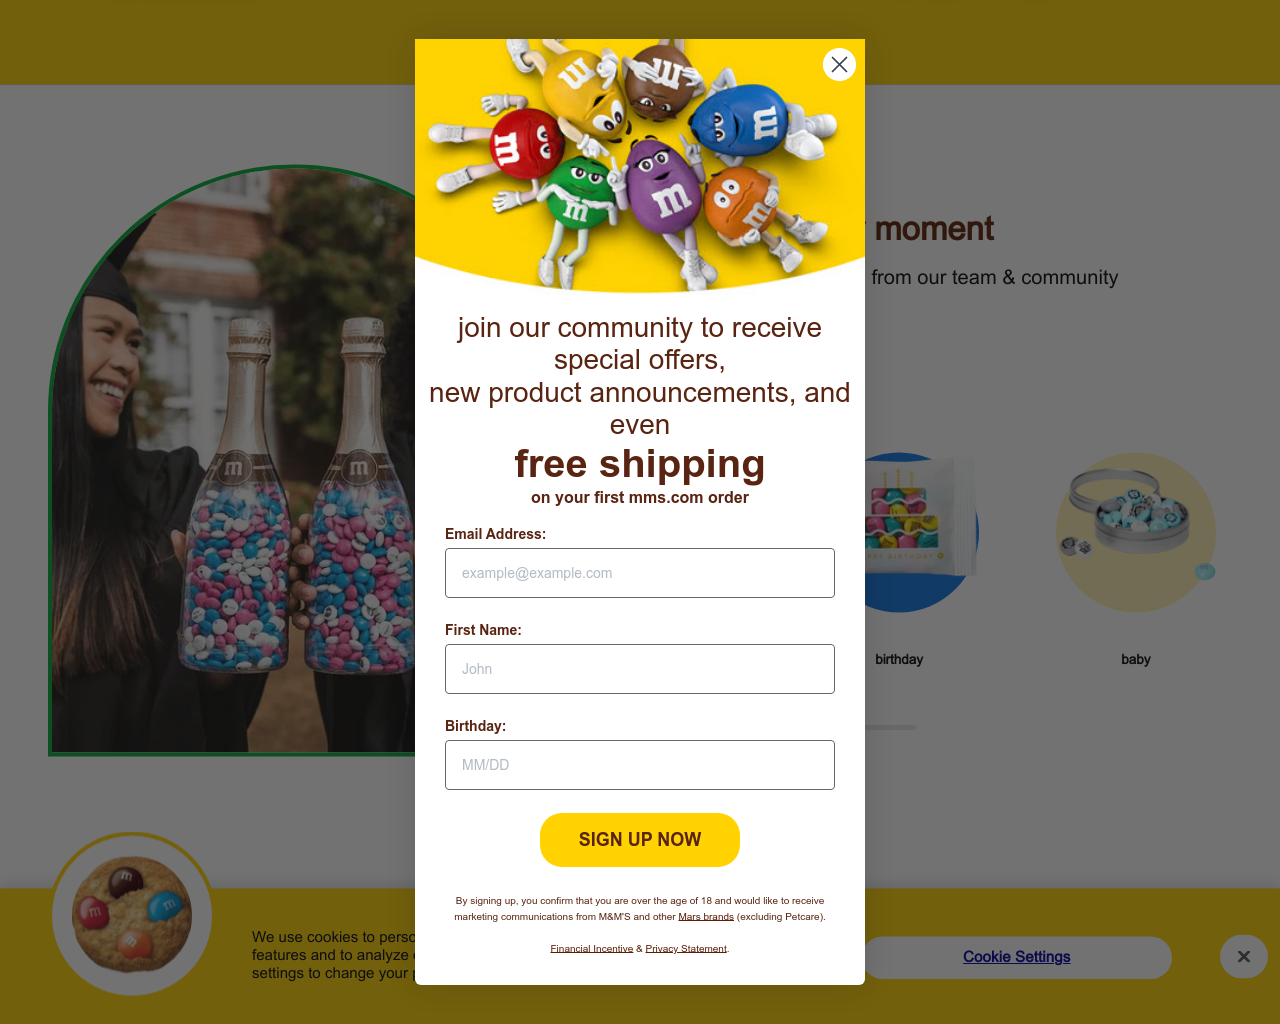 join our community to receive
special offers,
new product announcements, and
even
free shipping
on your first mms.com order
Email Address:
example@example.com
First Name:
John
Birthday:
MM/DD
SIGN UP NOW
By signing up, you confirm that you are over the age of 18 and would like to receive
marketing communications from M&M'S and other Mars brands (excluding Petcare).
Financial Incentive & Privacy Statement.
moment
from our team & community
birthday
baby
We use cookies to
features and to analyze
settings to change your
Cookie Settings
m
m
m
m
m
m
m
m
m
m
m
m
m